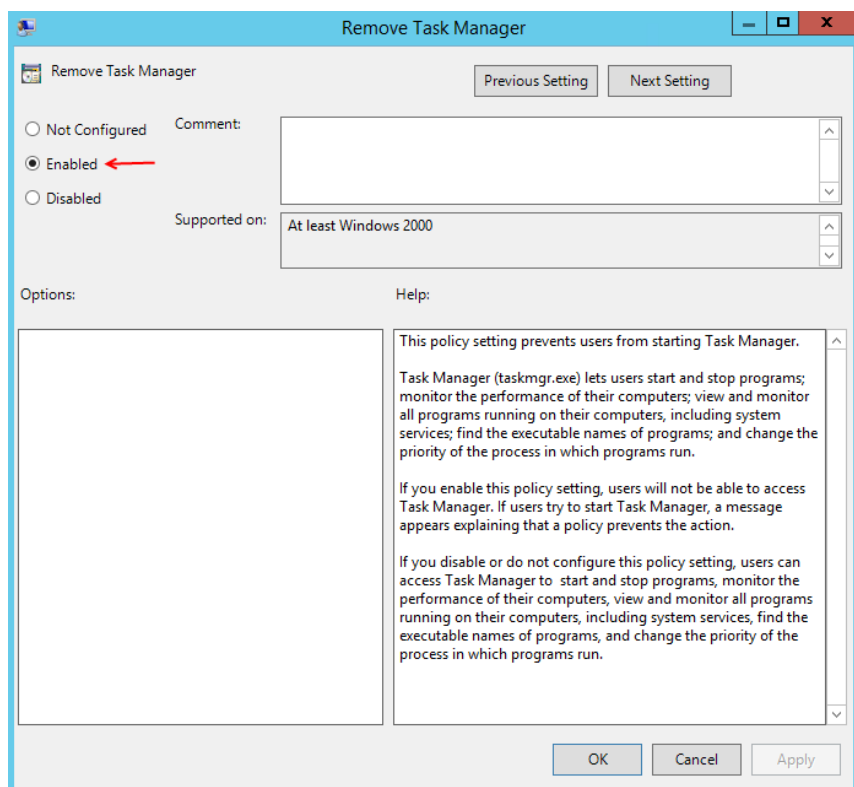 Remove Task Manager
Remove Task Manager
Previous Setting
Next Setting
Not Configured
Comment:
Enabled
Disabled
Supported on:
At least Windows 2000
Options:
Help:
This policy setting prevents users from starting Task Manager.
Task Manager (taskmgr.exe) lets users start and stop programs;
monitor the performance of their computers; view and monitor
all programs running on their computers, including system
services; find the executable names of programs; and change the
priority of the process in which programs run.
If you enable this policy setting, users will not be able to access
Task Manager. If users try to start Task Manager, a message
appears explaining that a policy prevents the action.
If you disable or do not configure this policy setting, users can
access Task Manager to  start and stop programs, monitor the
performance of their computers, view and monitor all programs
running on their computers, including system services, find the
executable names of programs, and change the priority of the
process in which programs run.
OK
Cancel
Apply